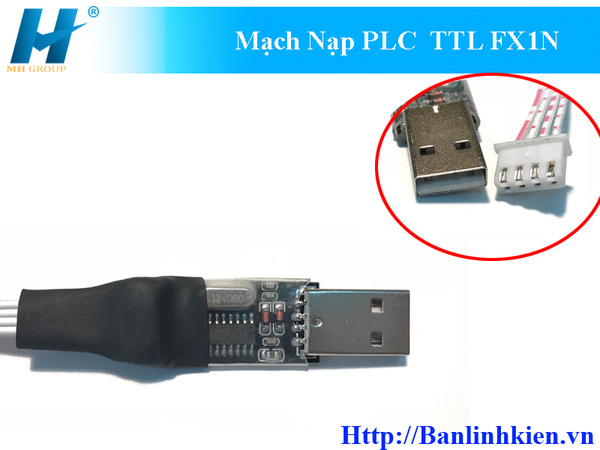 H®
MH GROUP
Mạch Nạp PLC TTL FX1N
12.000
Http://Banlinhkien.vn